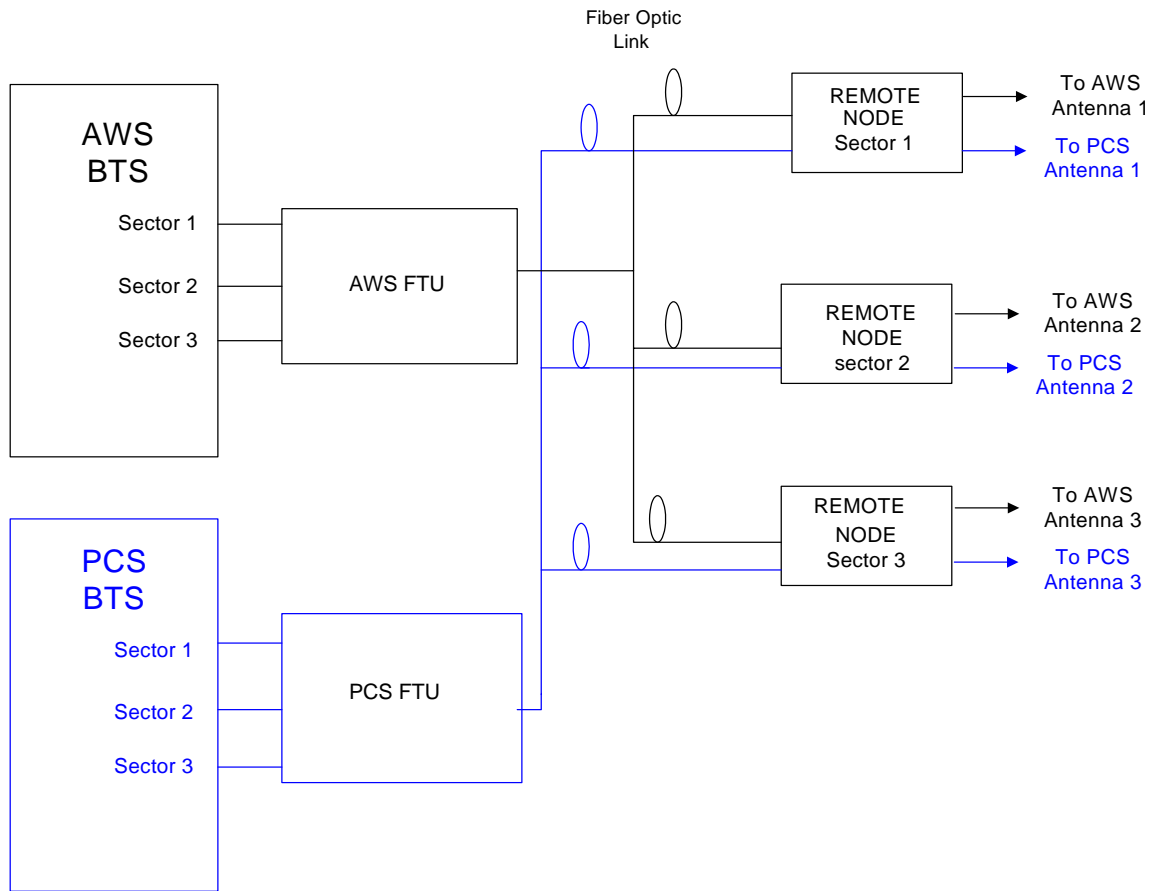 Fiber Optic
Link
AWS
BTS
Sector 1
Sector 2
Sector 3
AWS FTU
REMOTE
NODE
Sector 1
To AWS
Antenna 1
To PCS
Antenna 1
REMOTE
NODE
sector 2
To AWS
Antenna 2
To PCS
Antenna 2
REMOTE
NODE
Sector 3
To AWS
Antenna 3
To PCS
Antenna 3
PCS
BTS
Sector 1
Sector 2
Sector 3
PCS FTU